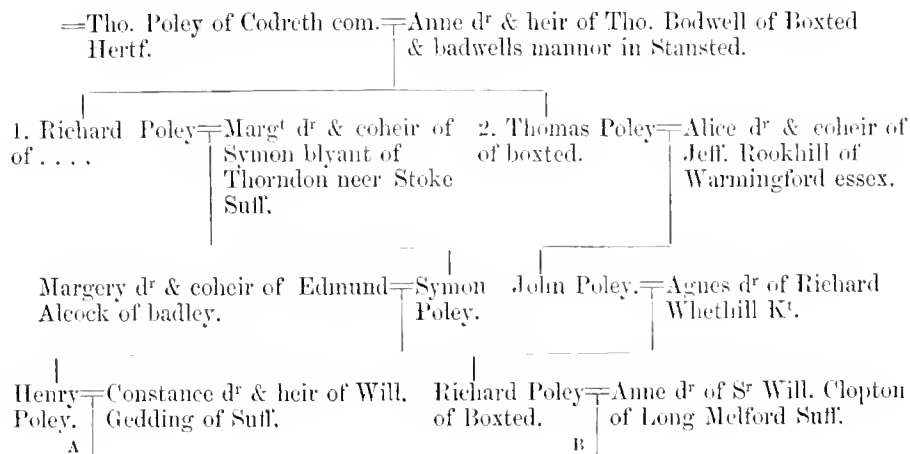 =Tho. Poley of Codreth com.=Anne dʳ & heir of Tho. Bodwell of Boxted
Hertf. & badwells mannor in Stansted.
1. Richard Poley=Margᵗ dʳ & coheir of 2. Thomas Poley=Alice dʳ & coheir of
of . . . . Symon blyant of of boxted. Jeff. Rookhill of
Thorndon neer Stoke Warmingford essex.
Suff.
Margery dʳ & coheir of Edmund=Symon John Poley.=Agnes dʳ of Richard
Alcock of badley. Poley. Whethill Kᵗ.
Henry=Constance dʳ & heir of Will. Richard Poley=Anne dʳ of Sʳ Will. Clopton
Poley. Gedding of Suff. of Boxted. of Long Melford Suff.
A B